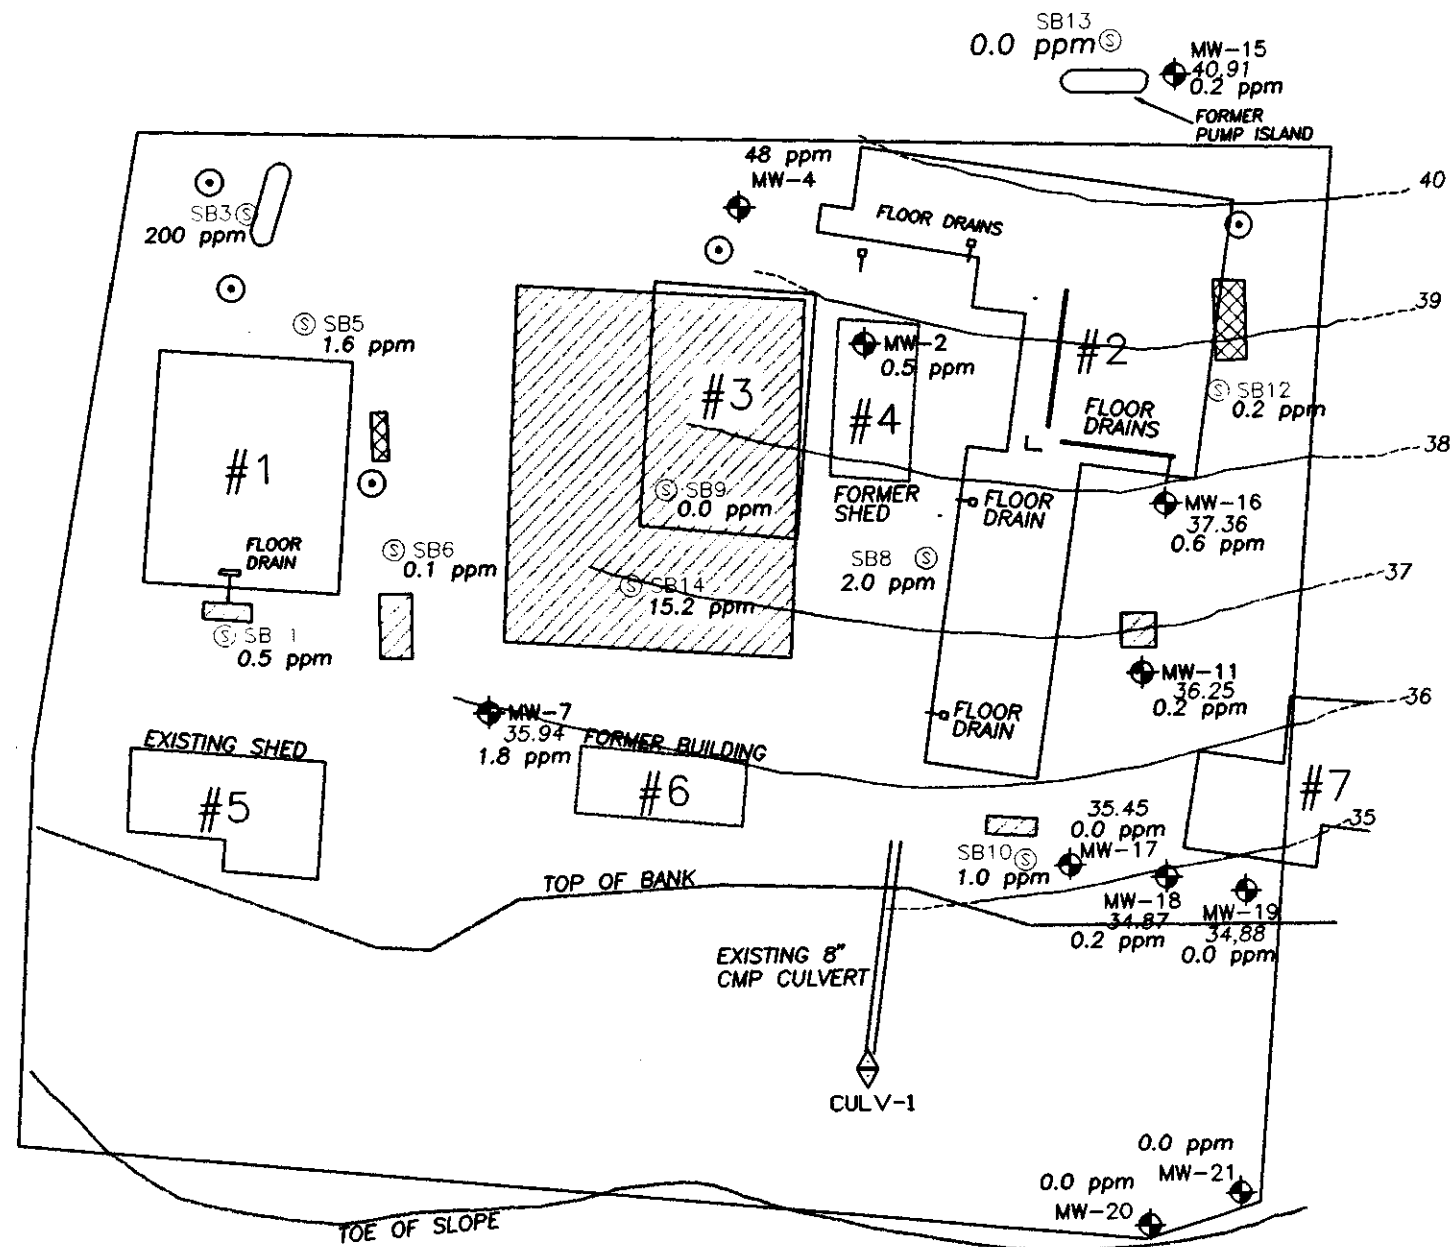 SB13
0.0 ppm Ⓢ
MW-15
40,91
0.2 ppm
FORMER
PUMP ISLAND
48 ppm
MW-4
40
SB3 Ⓢ
200 ppm
FLOOR DRAINS
39
Ⓢ SB5
1.6 ppm
MW-2
0.5 ppm
#2
#3
#4
Ⓢ SB12
0.2 ppm
FLOOR
DRAINS
38
#1
Ⓢ SB9
0.0 ppm
FORMER
SHED
FLOOR
DRAIN
MW-16
37.36
0.6 ppm
FLOOR
DRAIN
Ⓢ SB6
0.1 ppm
SB8 Ⓢ
2.0 ppm
37
Ⓢ SB14
15.2 ppm
Ⓢ SB 1
0.5 ppm
MW-11
36.25
0.2 ppm
36
MW-7
35.94
1.8 ppm
FLOOR
DRAIN
EXISTING SHED
FORMER BUILDING
#5
#6
#7
35.45
0.0 ppm
MW-17
35
SB10 Ⓢ
1.0 ppm
TOP OF BANK
MW-18
34.87
0.2 ppm
MW-19
34,88
0.0 ppm
EXISTING 8"
CMP CULVERT
CULV-1
0.0 ppm
MW-21
0.0 ppm
MW-20
TOE OF SLOPE